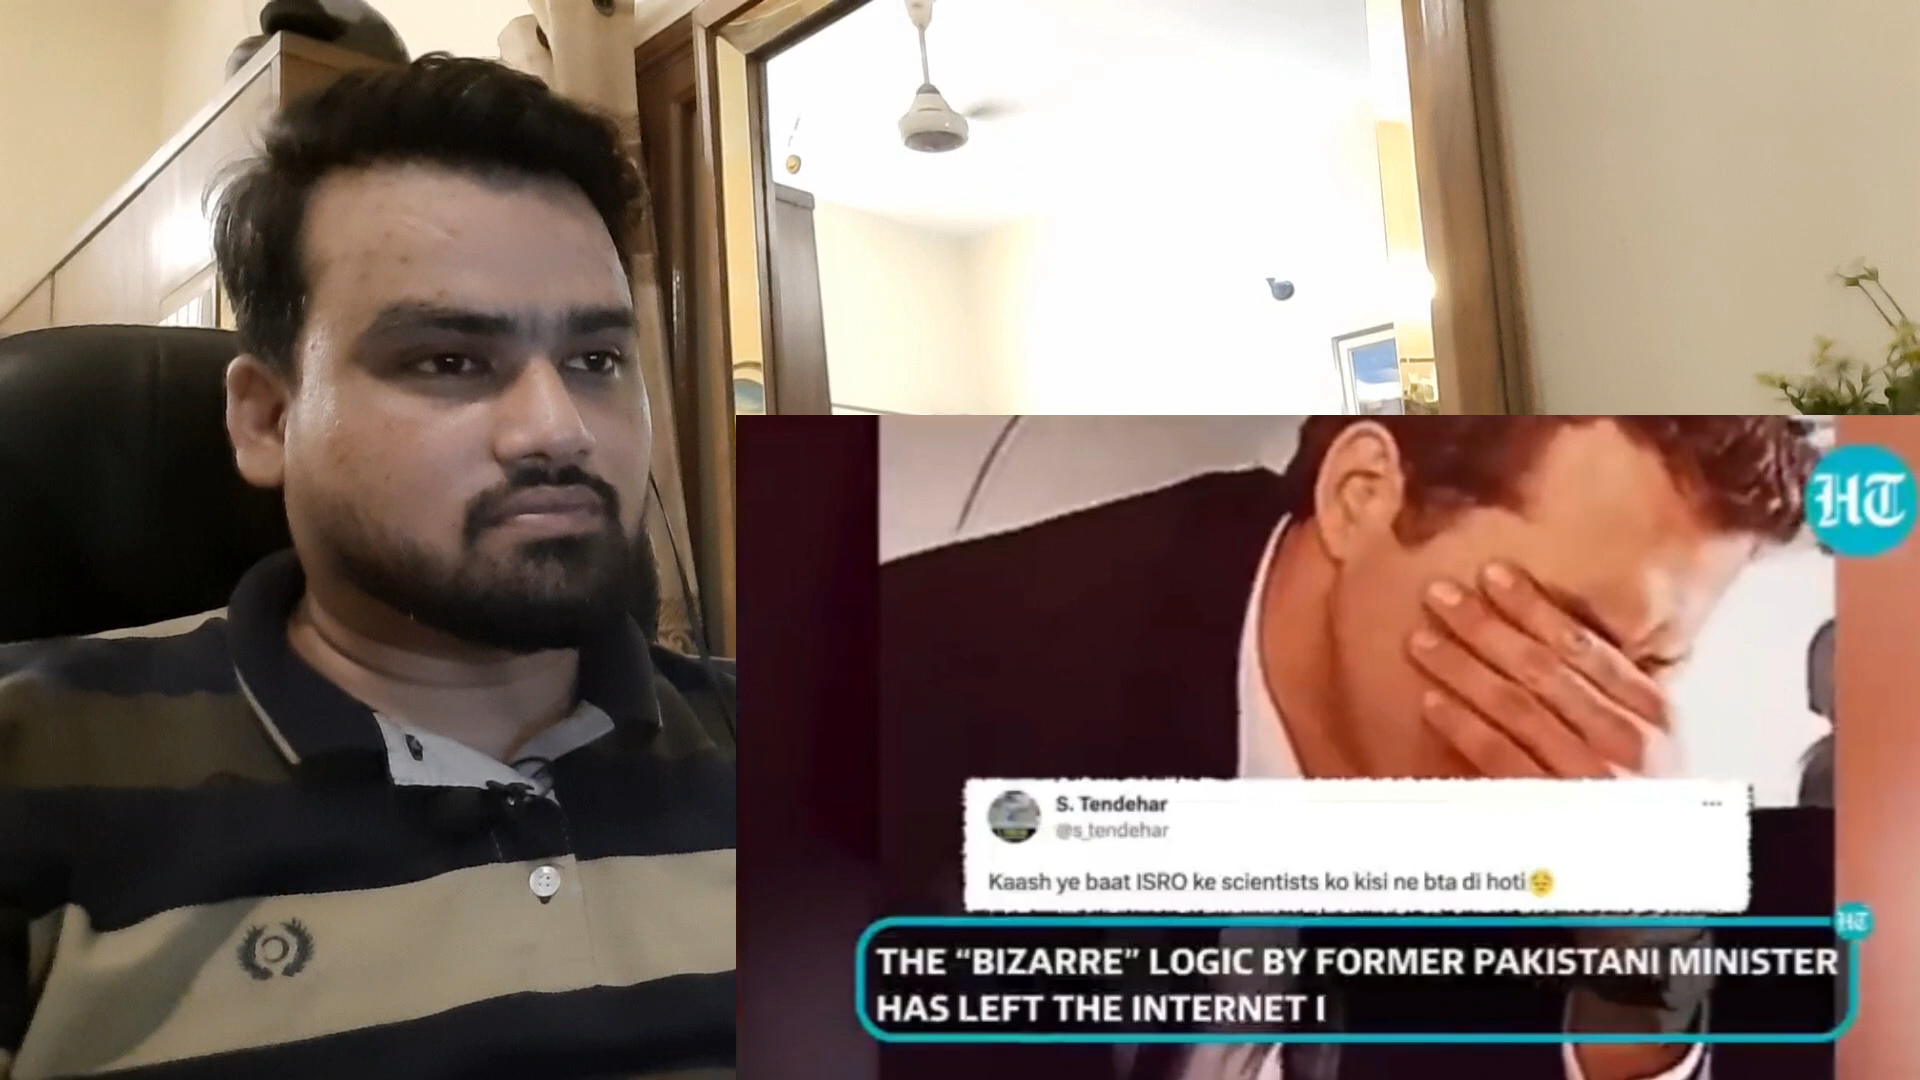 HT
S. Tendehar
@s_tendehar
Kaash ye baat ISRO ke scientists ko kisi ne bta di hoti😔
HT
THE “BIZARRE” LOGIC BY FORMER PAKISTANI MINISTER
HAS LEFT THE INTERNET I